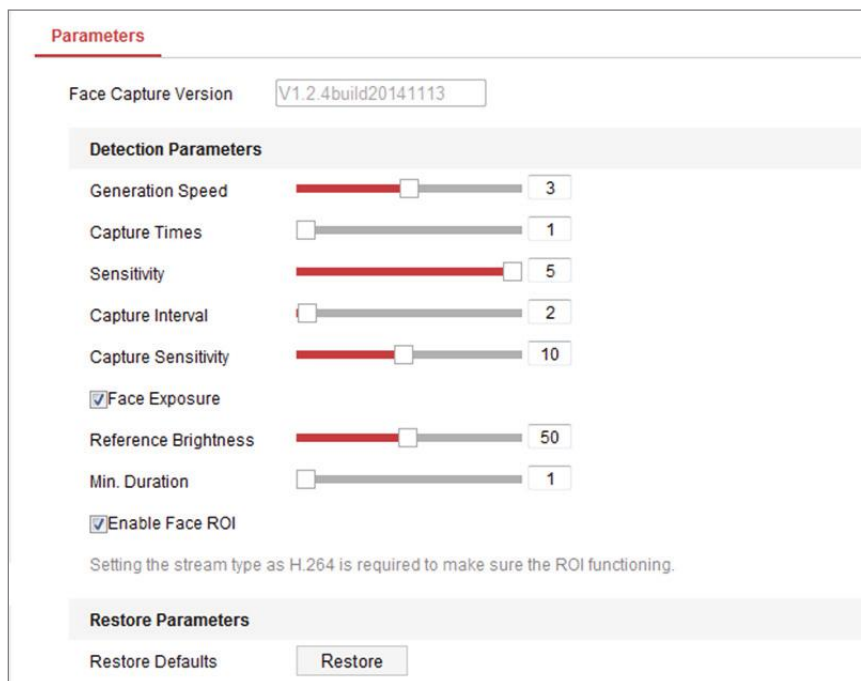 Parameters
Face Capture Version V1.2.4build20141113
Detection Parameters
Generation Speed 3
Capture Times 1
Sensitivity 5
Capture Interval 2
Capture Sensitivity 10
Face Exposure
Reference Brightness 50
Min. Duration 1
Enable Face ROI
Setting the stream type as H.264 is required to make sure the ROI functioning.
Restore Parameters
Restore Defaults Restore